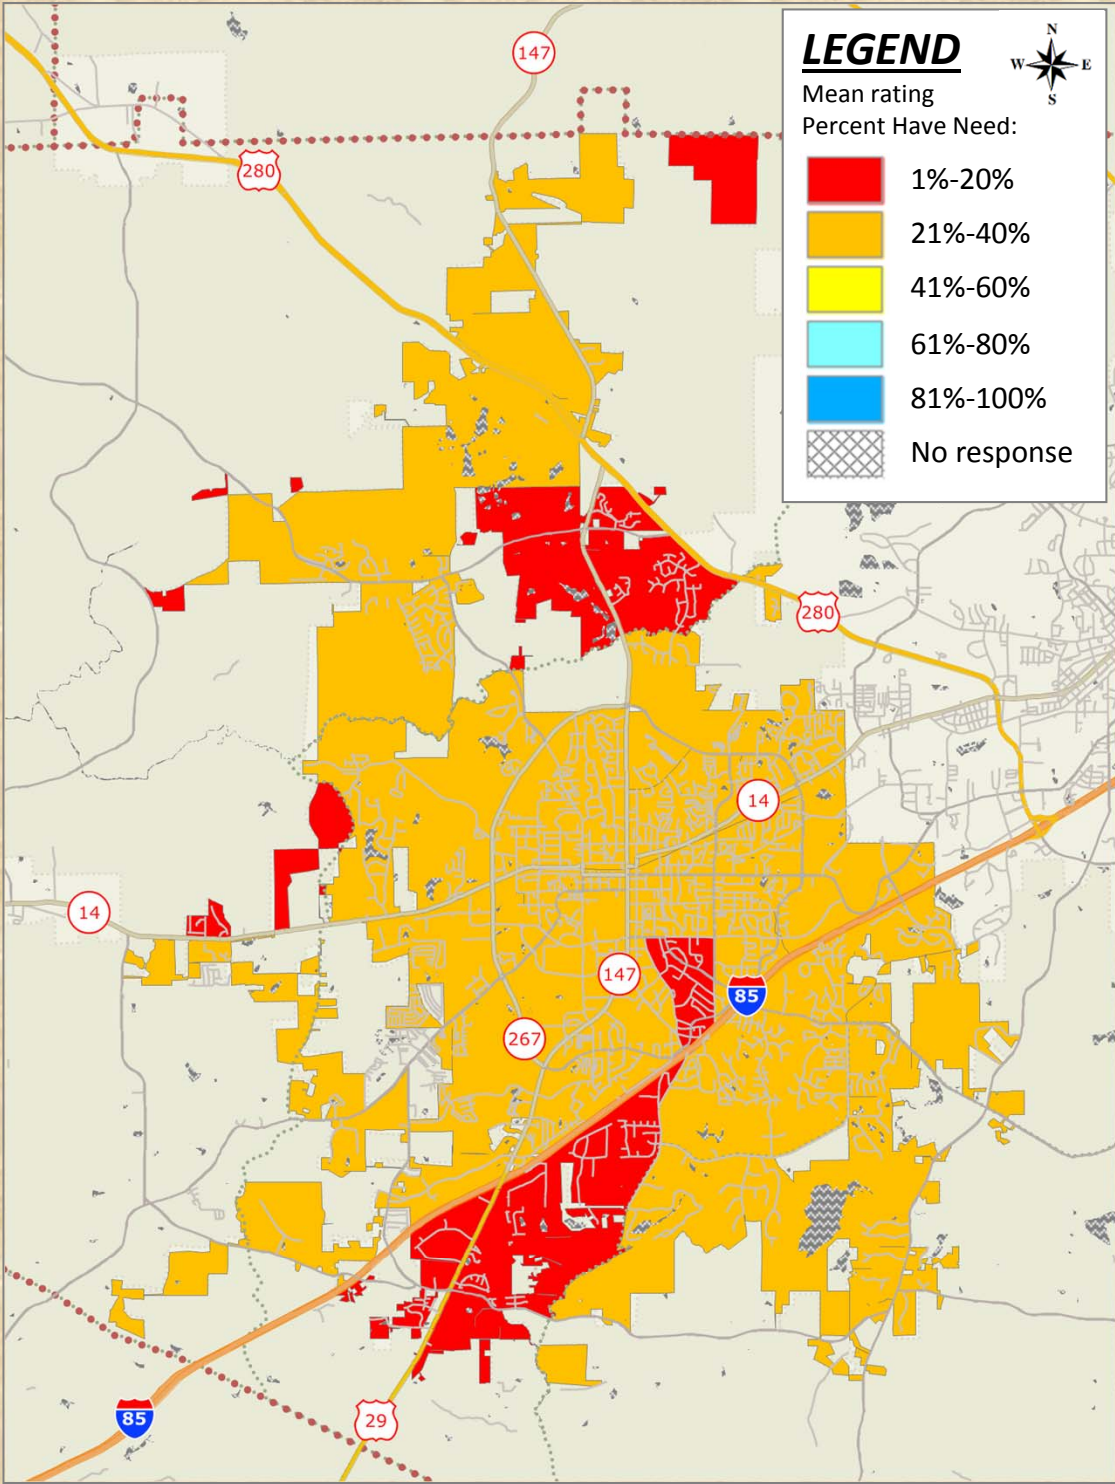 147
LEGEND
N
W E
S
Mean rating
Percent Have Need:
280
1%-20%
21%-40%
41%-60%
61%-80%
81%-100%
No response
280
14
14
147
85
267
85
29